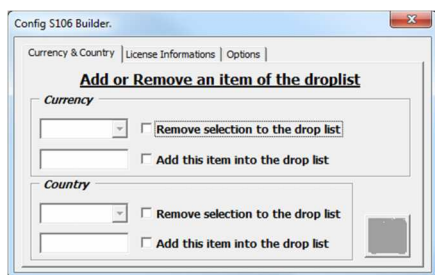 Config S106 Builder.
Currency & Country License Informations Options
Add or Remove an item of the droplist
Currency
Remove selection to the drop list
Add this item into the drop list
Country
Remove selection to the drop list
Add this item into the drop list